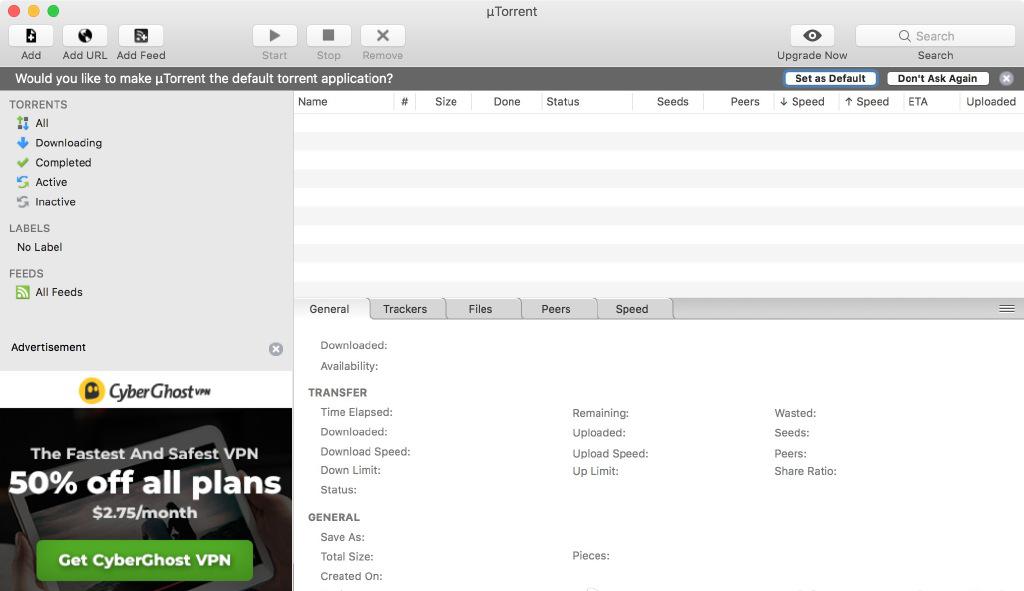 µTorrent
Add
Add URL
Add Feed
Start
Stop
Remove
Upgrade Now
Search
Search
Would you like to make µTorrent the default torrent application?
Set as Default
Don't Ask Again
TORRENTS
All
Downloading
Completed
Active
Inactive
LABELS
No Label
FEEDS
All Feeds
Advertisement
CyberGhost VPN
The Fastest And Safest VPN
50% off all plans
$2.75/month
Get CyberGhost VPN
Name # Size Done Status Seeds Peers ↓ Speed ↑ Speed ETA Uploaded
General Trackers Files Peers Speed
Downloaded:
Availability:
TRANSFER
Time Elapsed: Remaining: Wasted:
Downloaded: Uploaded: Seeds:
Download Speed: Upload Speed: Peers:
Down Limit: Up Limit: Share Ratio:
Status:
GENERAL
Save As:
Total Size: Pieces:
Created On: